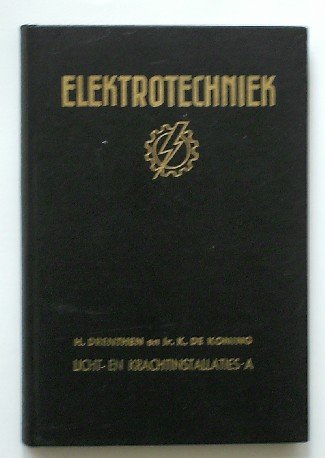 ELEKTROTECHNIEK
H. DRENTHEN en Ir. K. DE KONING
LICHT- EN KRACHTINSTALLATIES-A